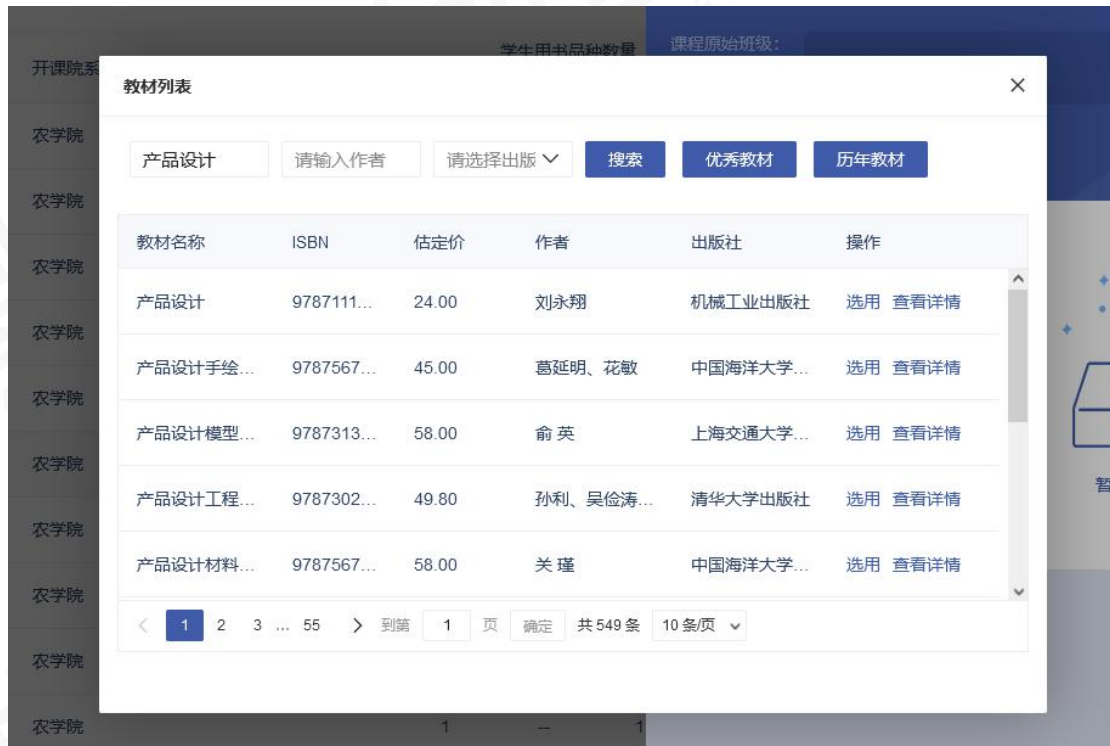 学生用书品种数量 课程原始班级:
开课院系
教材列表
农学院
产品设计 请输入作者 请选择出版 搜索 优秀教材 历年教材
农学院
教材名称 ISBN 估定价 作者 出版社 操作
农学院
产品设计 9787111... 24.00 刘永翔 机械工业出版社 选用 查看详情
农学院
产品设计手绘... 9787567... 45.00 葛延明、花敏 中国海洋大学... 选用 查看详情
农学院
产品设计模型... 9787313... 58.00 俞英 上海交通大学... 选用 查看详情
农学院
暂
产品设计工程... 9787302... 49.80 孙利、吴俭涛... 清华大学出版社 选用 查看详情
农学院
产品设计材料... 9787567... 58.00 关瑾 中国海洋大学... 选用 查看详情
农学院
1 2 3 ... 55 到第 1 页 确定 共549条 10条/页
农学院
农学院 1 -- 1